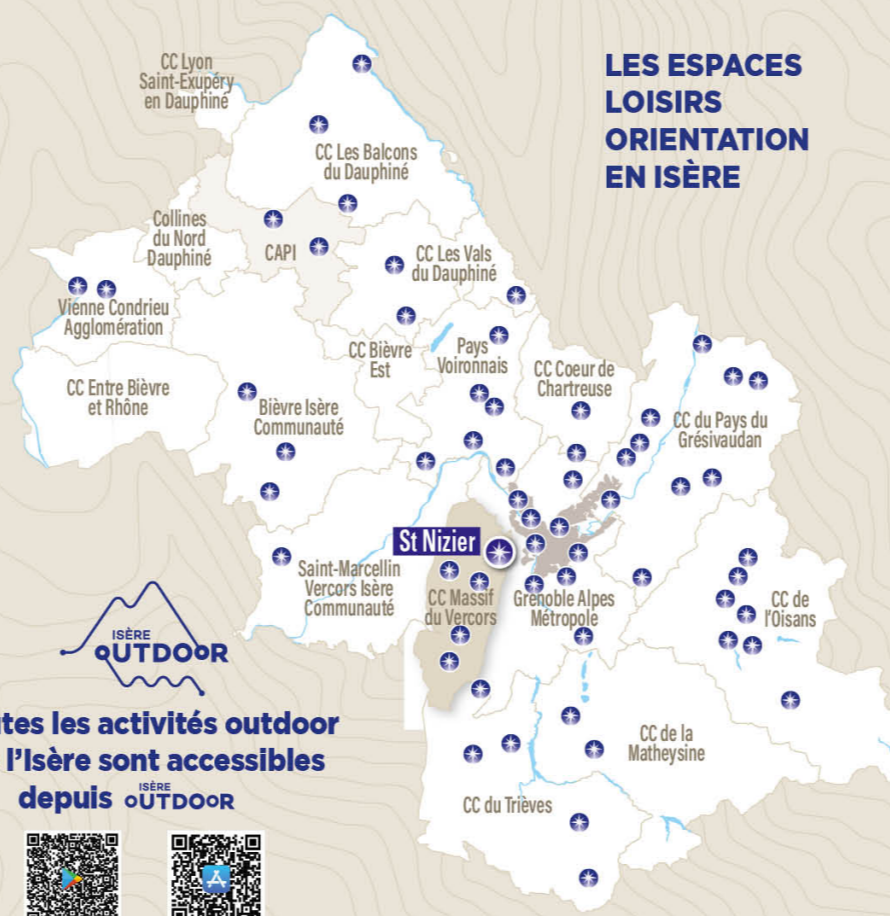 LES ESPACES
LOISIRS
ORIENTATION
EN ISÈRE
CC Lyon
Saint-Exupéry
en Dauphiné
CC Les Balcons
du Dauphiné
Collines
du Nord
Dauphiné
CAPI
CC Les Vals
du Dauphiné
Vienne Condrieu
Agglomération
CC Bièvre
Est
Pays
Voironnais
CC Coeur de
Chartreuse
CC Entre Bièvre
et Rhône
Bièvre Isère
Communauté
CC du Pays du
Grésivaudan
St Nizier
Saint-Marcellin
Vercors Isère
Communauté
CC Massif
du Vercors
Grenoble Alpes
Métropole
CC de
l'Oisans
CC de la
Matheysine
CC du Trièves
ISÈRE
OUTDOOR
les activités outdoor
l'Isère sont accessibles
depuis ISÈRE OUTDOOR